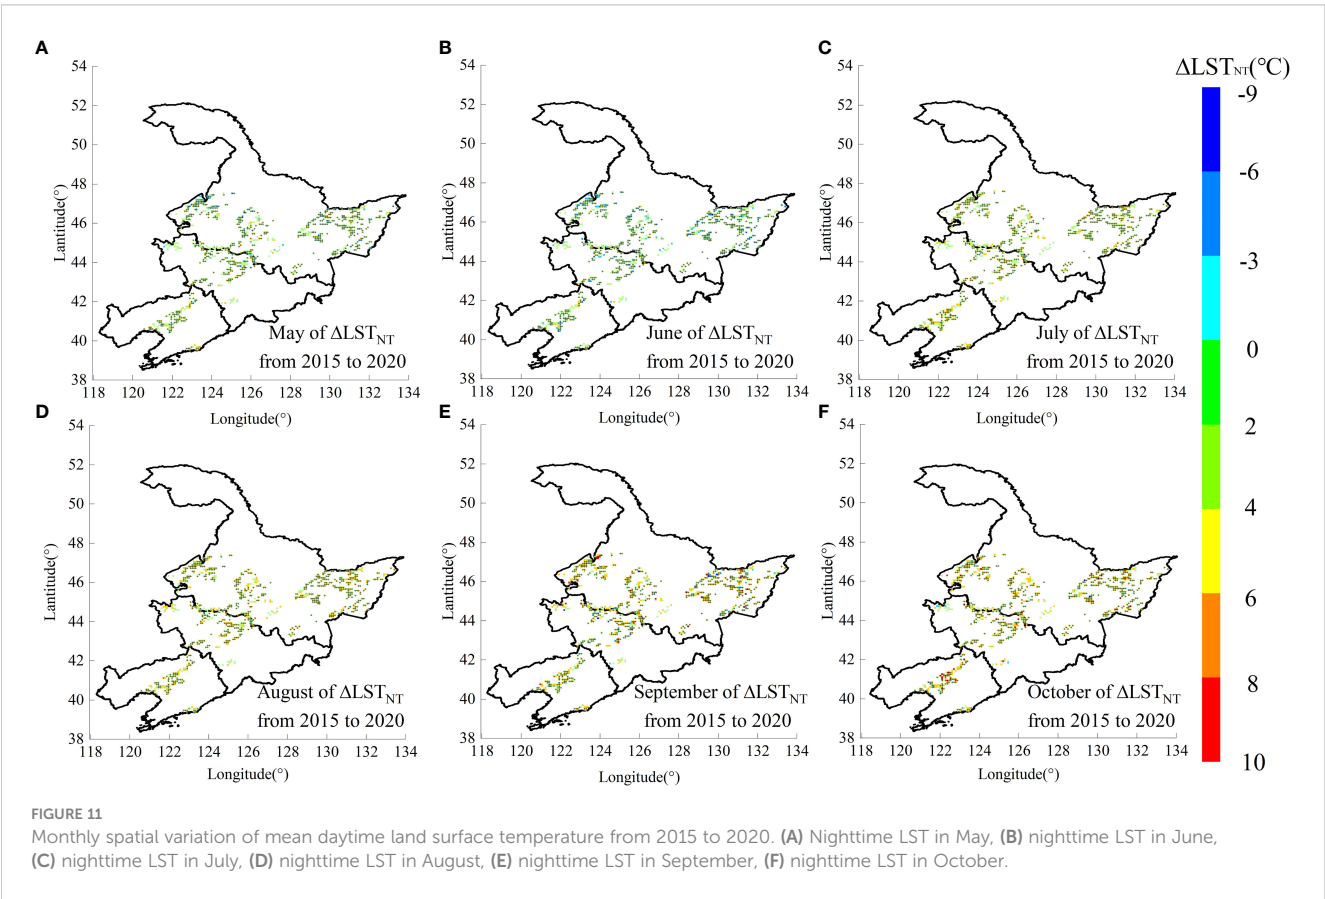 A
B
C
54
52
50
48
46
44
42
40
38
118 120 122 124 126 128 130 132 134
Lantitude(°)
Longitude(°)
May of ΔLST_NT
from 2015 to 2020
54
52
50
48
46
44
42
40
38
118 120 122 124 126 128 130 132 134
Lantitude(°)
Longitude(°)
June of ΔLST_NT
from 2015 to 2020
54
52
50
48
46
44
42
40
38
118 120 122 124 126 128 130 132 134
Lantitude(°)
Longitude(°)
July of ΔLST_NT
from 2015 to 2020
ΔLST_NT(°C)
-9
-6
-3
0
2
4
6
8
10
D
E
F
54
52
50
48
46
44
42
40
38
118 120 122 124 126 128 130 132 134
Lantitude(°)
Longitude(°)
August of ΔLST_NT
from 2015 to 2020
54
52
50
48
46
44
42
40
38
118 120 122 124 126 128 130 132 134
Lantitude(°)
Longitude(°)
September of ΔLST_NT
from 2015 to 2020
54
52
50
48
46
44
42
40
38
118 120 122 124 126 128 130 132 134
Lantitude(°)
Longitude(°)
October of ΔLST_NT
from 2015 to 2020
FIGURE 11
Monthly spatial variation of mean daytime land surface temperature from 2015 to 2020. (A) Nighttime LST in May, (B) nighttime LST in June,
(C) nighttime LST in July, (D) nighttime LST in August, (E) nighttime LST in September, (F) nighttime LST in October.